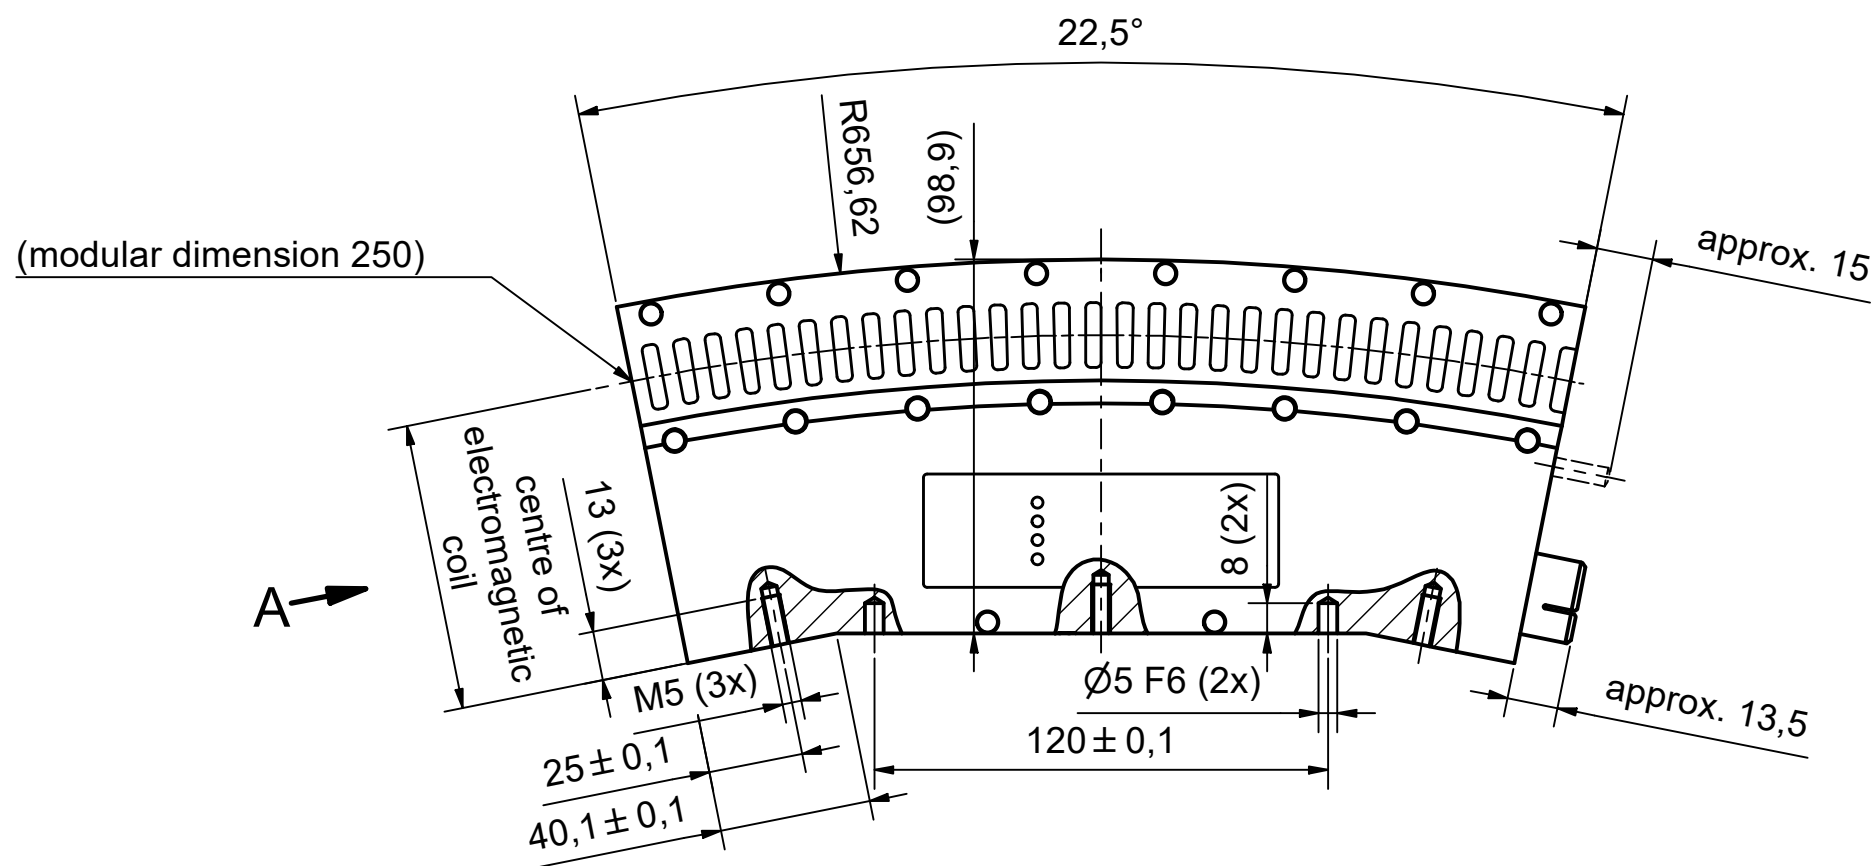 22,5°
R656,62
(98,9)
(modular dimension 250)
approx. 15
centre of
electromagnetic
coil
13 (3x)
8 (2x)
A
M5 (3x)
Ø5 F6 (2x)
approx. 13,5
25 ± 0,1
120 ± 0,1
40,1 ± 0,1